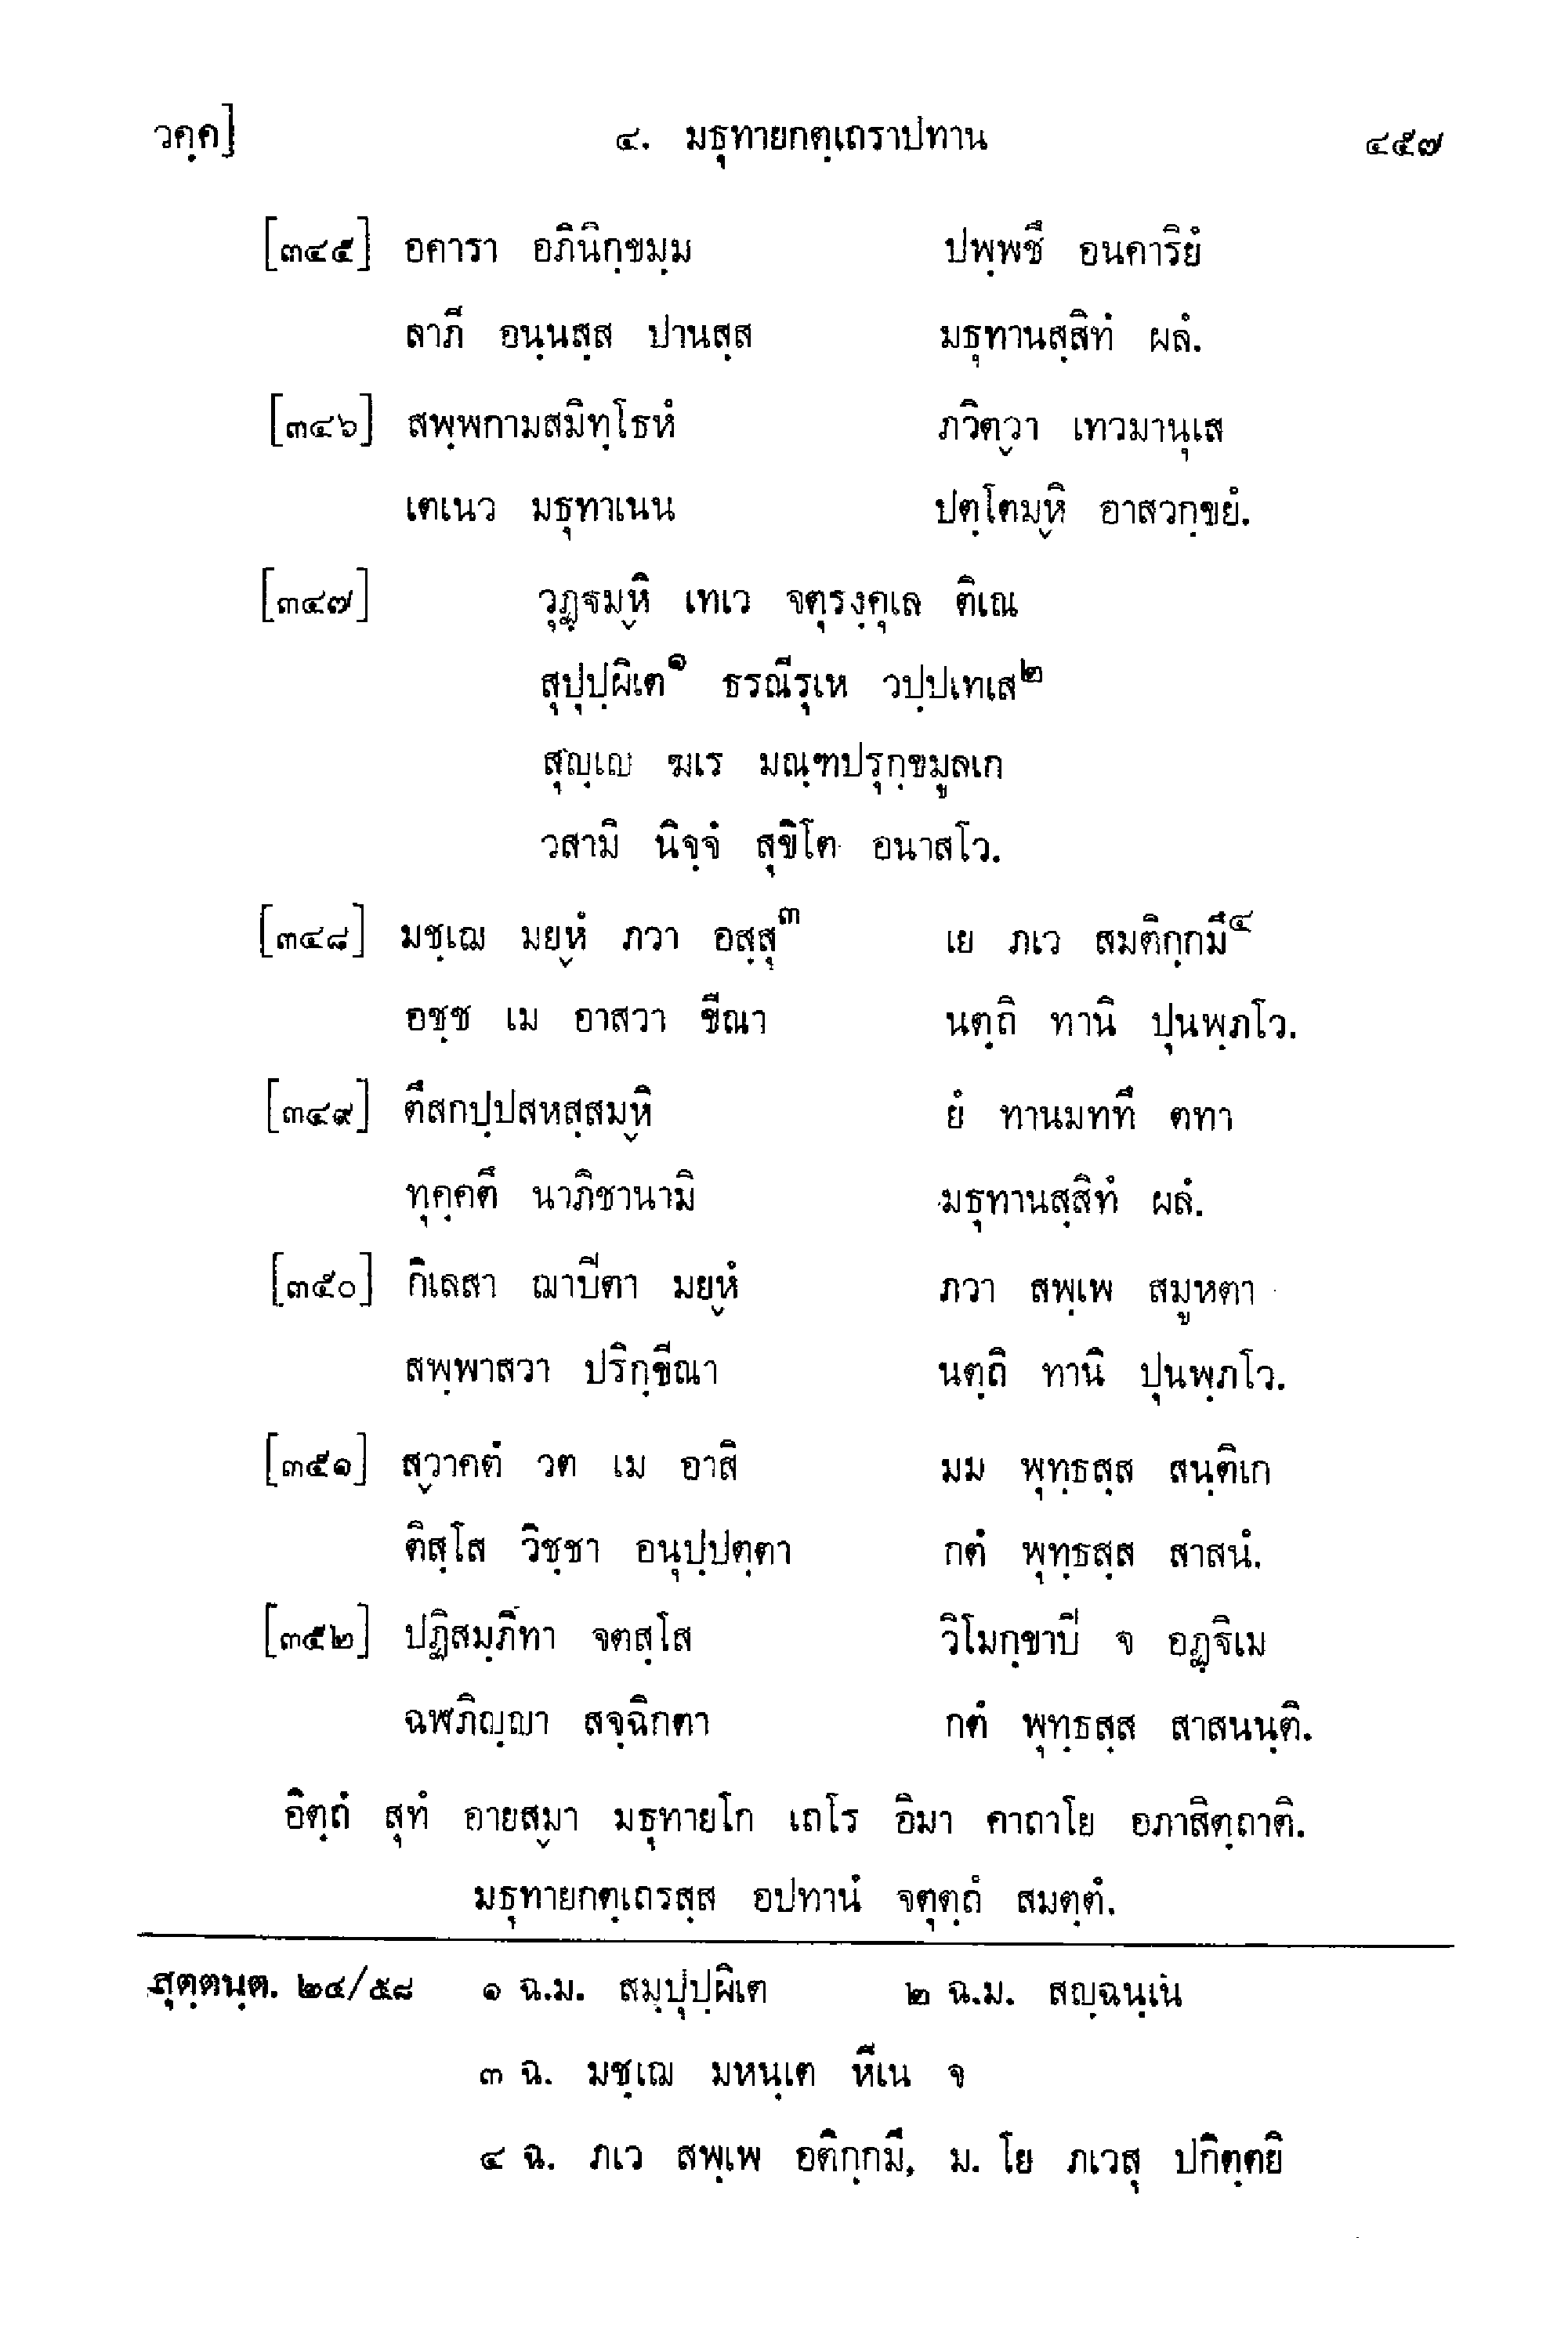 วคฺค] ๔. มธุทายกตฺเถราปทาน ๔๕๗
[๓๔๕] อคารา อภินิกฺขมฺม ปพฺพชึ อนคาริยํ
ลาภี อนฺนสฺส ปานสฺส มธุทานสฺสิทํ ผลํ.
[๓๔๖] สพฺพกามสมิทฺโธหํ ภวิตฺวา เทวมานุเส
เตเนว มธุทาเนน ปตฺโตมฺหิ อาสวกฺขยํ.
[๓๔๗] วุฏฺฐมฺหิ เทเว จตุรงฺคุเล ติเณ
สุปุปฺผิเต๑ ธรณีรุเห วปฺปเทเส๒
สุญฺเญ ฆเร มณฺฑปรุกฺขมูลเก
วสามิ นิจฺจํ สุขิโต อนาสโว.
[๓๔๘] มชฺเฌ มยฺหํ ภวา อสฺสุ๓ เย ภเว สมติกฺกมึ๔
อชฺช เม อาสวา ขีณา นตฺถิ ทานิ ปุนพฺภโว.
[๓๔๙] ตึสกปฺปสหสฺสมฺหิ ยํ ทานมททึ ตทา
ทุคฺคตึ นาภิชานามิ มธุทานสฺสิทํ ผลํ.
[๓๕๐] กิเลสา ฌาปิตา มยฺหํ ภวา สพฺเพ สมูหตา
สพฺพาสวา ปริกฺขีณา นตฺถิ ทานิ ปุนพฺภโว.
[๓๕๑] สฺวาคตํ วต เม อาสิ มม พุทฺธสฺส สนฺติเก
ติสฺโส วิชฺชา อนุปฺปตฺตา กตํ พุทฺธสฺส สาสนํ.
[๓๕๒] ปฏิสมฺภิทา จตสฺโส วิโมกฺขาปิ จ อฏฺฐิเม
ฉฬภิญฺญา สจฺฉิกตา กตํ พุทฺธสฺส สาสนนฺติ.
อิตฺถํ สุทํ อายสฺมา มธุทายโก เถโร อิมา คาถาโย อภาสิตฺถาติ.
มธุทายกตฺเถรสฺส อปทานํ จตุตฺถํ สมตฺตํ.
สุตฺตนฺต. ๒๔/๕๘ ๑ ฉ.ม. สมฺปุปฺผิเต ๒ ฉ.ม. สญฺฉนฺเน
๓ ฉ. มชฺเฌ มหนฺเต หีเน จ
๔ ฉ. ภเว สพฺเพ อติกฺกมึ, ม. โย ภเวสุ ปกิตฺตยิ